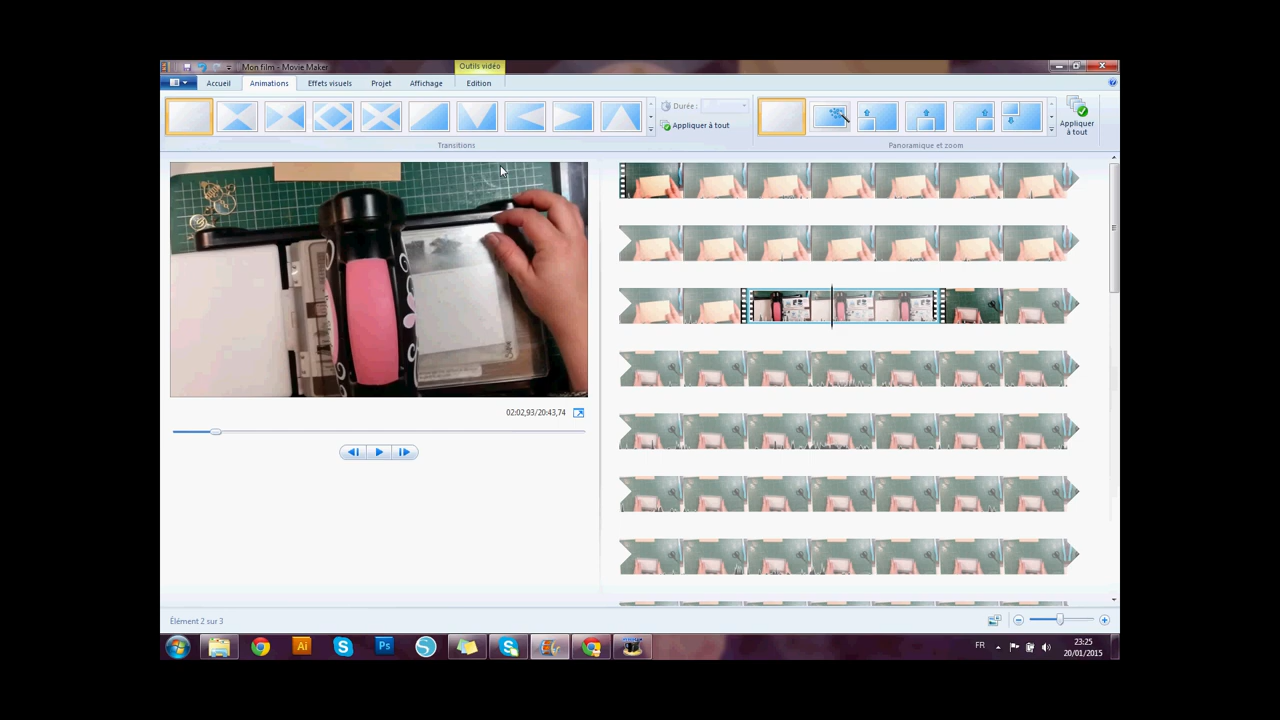 Mon film - Movie Maker
Outils vidéo
Accueil
Animations
Effets visuels
Projet
Affichage
Edition
Durée :
Appliquer à tout
Appliquer
à tout
Transitions
Panoramique et zoom
02:02,93/20:43,74
Élément 2 sur 3
Ai
Ps
FR
23:25
20/01/2015